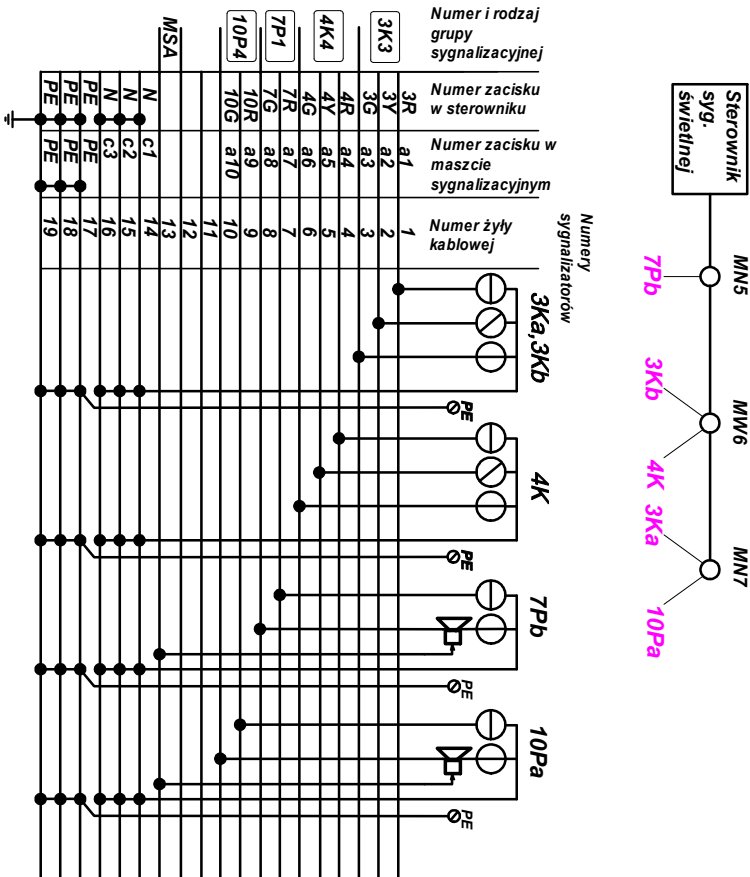 Sterownik
syg.
świetlnej
MN5
MW6
MN7
7Pb
3Kb
4K
3Ka
10Pa
Numer i rodzaj
grupy
sygnalizacyjnej
3K3
4K4
7P1
10P4
MSA
Numer zacisku
w sterowniku
3R
3Y
3G
4R
4Y
4G
7R
7G
10R
10G
N
N
PE
PE
PE
Numer zacisku w
maszcie
sygnalizacyjnym
a1
a2
a3
a4
a5
a6
a7
a8
a9
a10
c1
c2
c3
PE
PE
PE
Numer żyły
kablowej
1
2
3
4
5
6
7
8
9
10
11
12
13
14
15
16
17
18
19
Numery
sygnalizatorów
3Ka,3Kb
PE
4K
PE
7Pb
PE
10Pa
PE